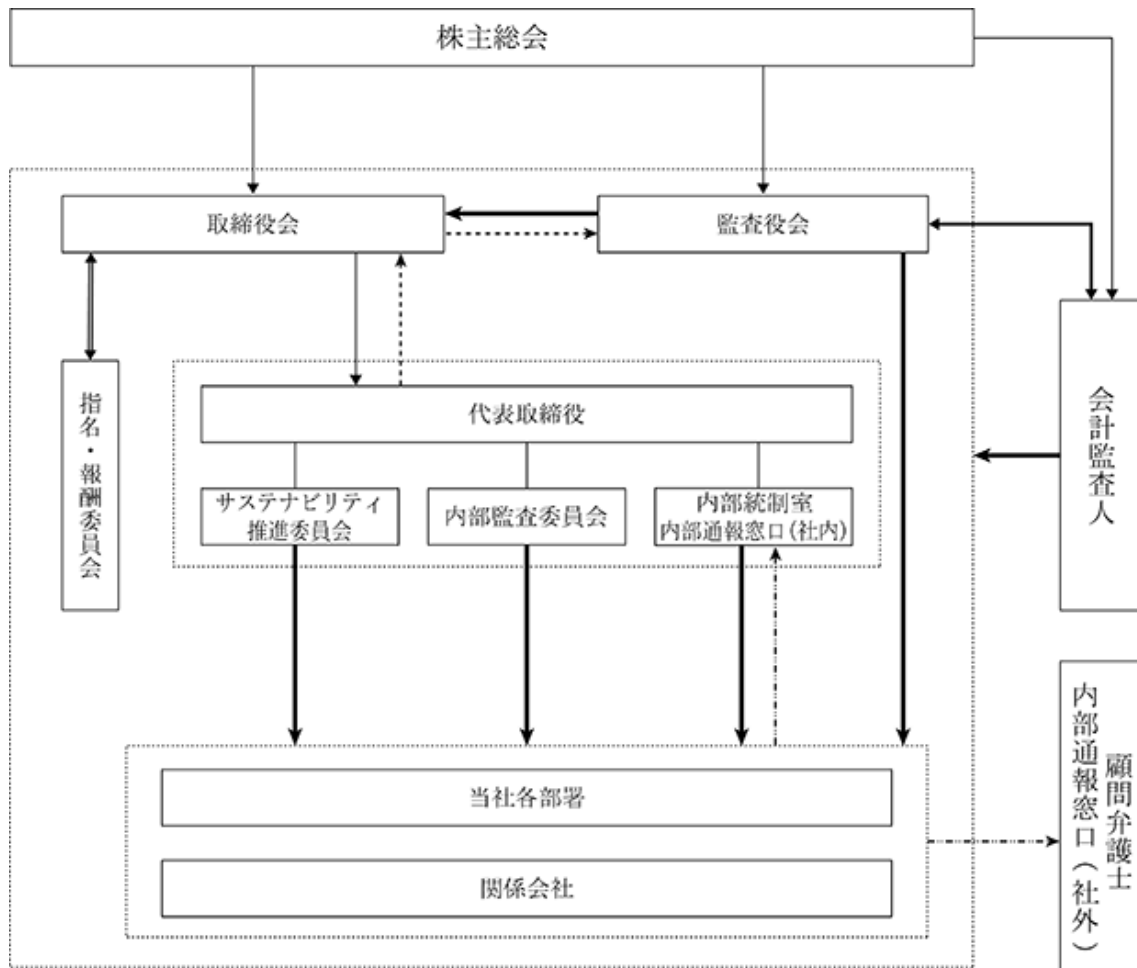 株主総会
取締役会
監査役会
指名・報酬委員会
代表取締役
サステナビリティ
推進委員会
内部監査委員会
内部統制室
内部通報窓口(社内)
会計監査人
当社各部署
関係会社
顧問弁護士
内部通報窓口(社外)